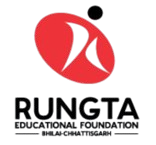 RUNGTA
EDUCATIONAL FOUNDATION
BHILAI-CHHATTISGARH